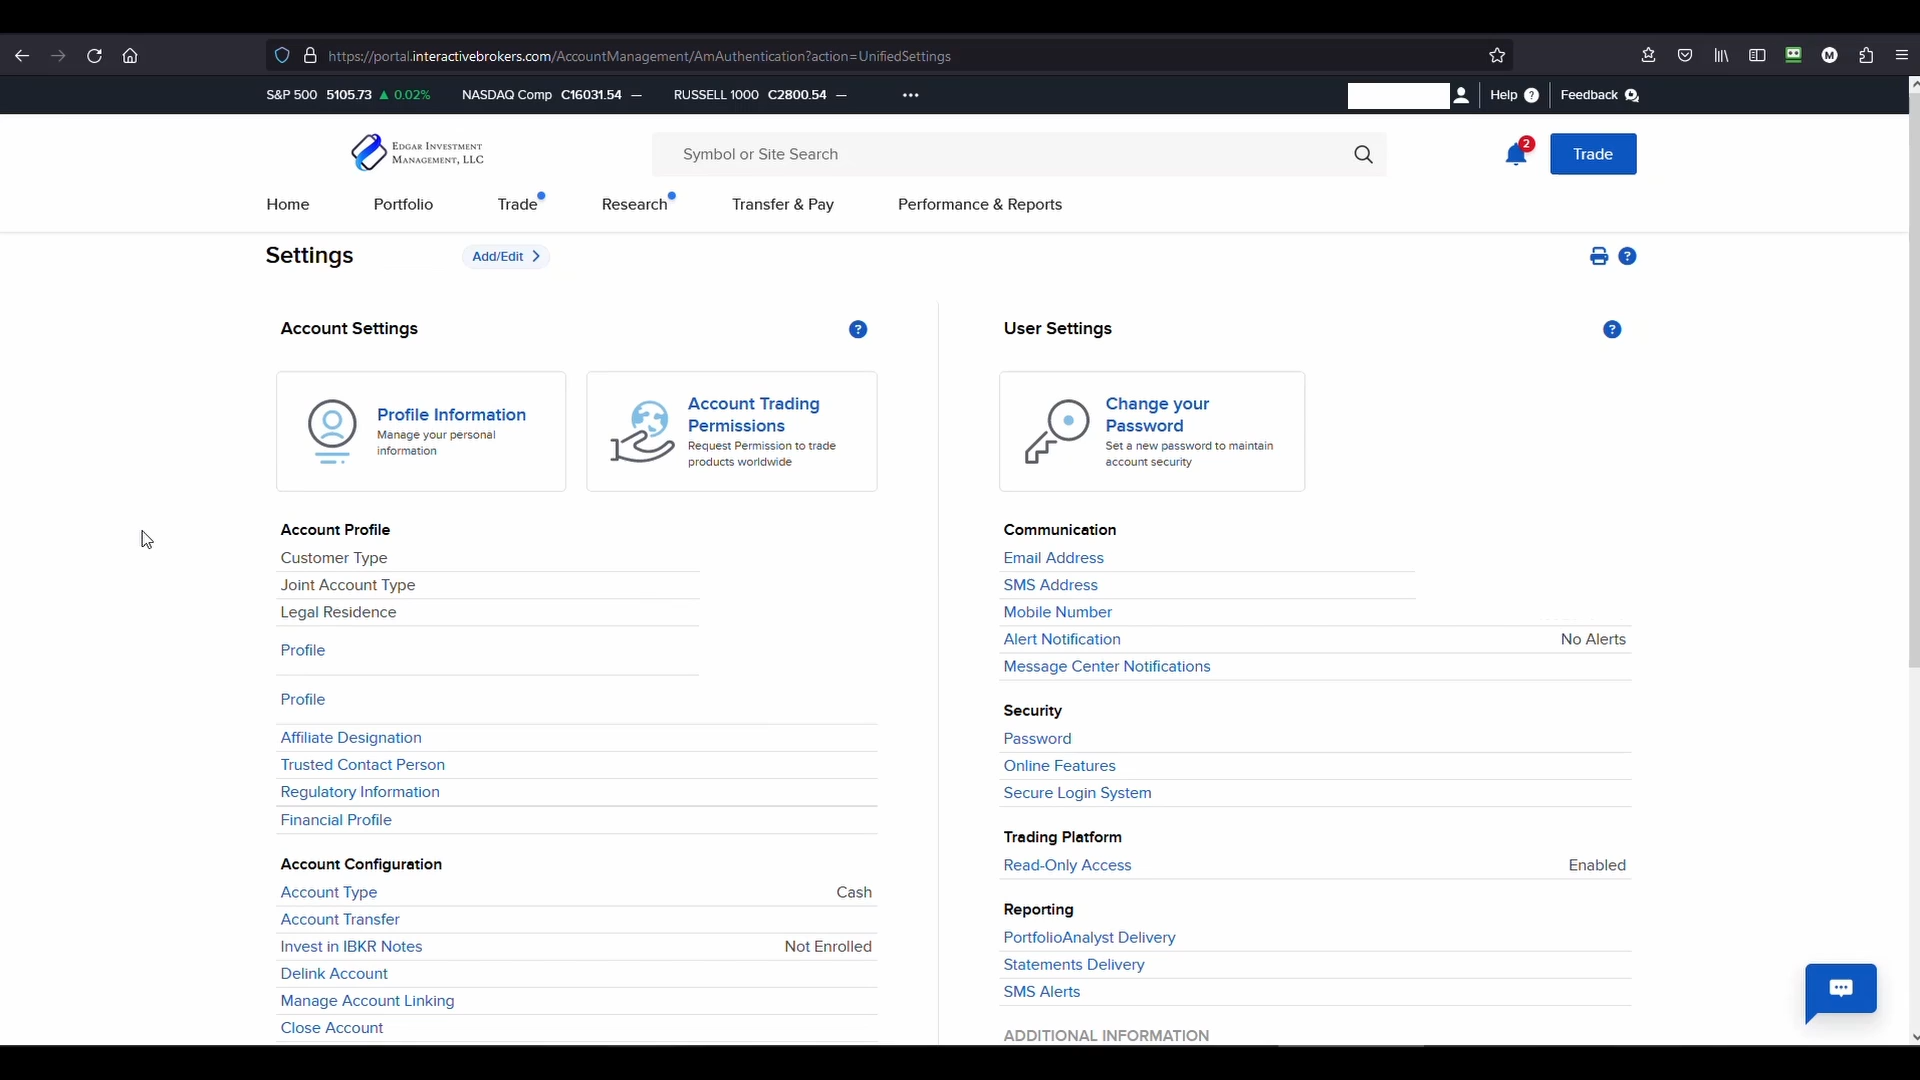 https://portal.interactivebrokers.com/AccountManagement/AmAuthentication?action=UnifiedSettings
M
S&P 500 5105.73 ▲ 0.02% NASDAQ Comp C16031.54 — RUSSELL 1000 C2800.54 — ••• Help ? Feedback
EDGAR INVESTMENT
MANAGEMENT, LLC
Symbol or Site Search
2
Trade
Home Portfolio Trade Research Transfer & Pay Performance & Reports
Settings Add/Edit > ?
Account Settings ?
Profile Information
Manage your personal
information
Account Trading
Permissions
Request Permission to trade
products worldwide
Account Profile
Customer Type
Joint Account Type
Legal Residence
Profile
Profile
Affiliate Designation
Trusted Contact Person
Regulatory Information
Financial Profile
Account Configuration
Account Type Cash
Account Transfer
Invest in IBKR Notes Not Enrolled
Delink Account
Manage Account Linking
Close Account
User Settings ?
Change your
Password
Set a new password to maintain
account security
Communication
Email Address
SMS Address
Mobile Number
Alert Notification No Alerts
Message Center Notifications
Security
Password
Online Features
Secure Login System
Trading Platform
Read-Only Access Enabled
Reporting
PortfolioAnalyst Delivery
Statements Delivery
SMS Alerts
ADDITIONAL INFORMATION